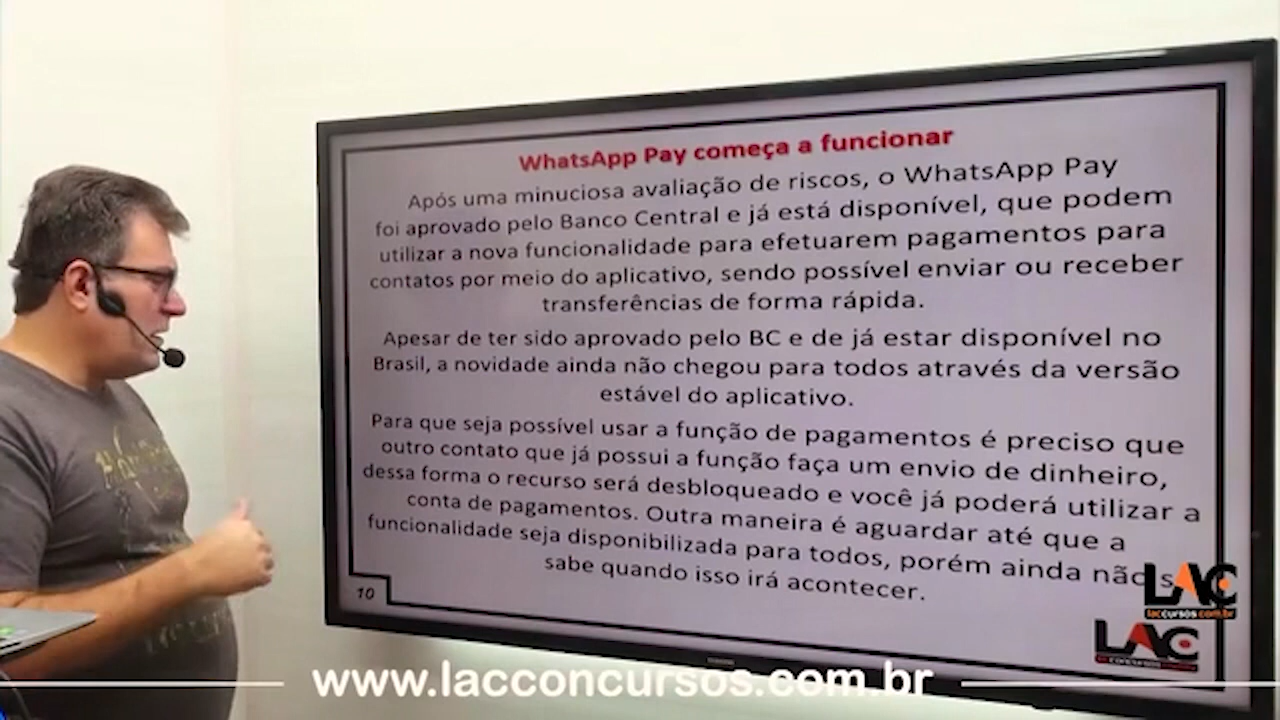 WhatsApp Pay começa a funcionar
Após uma minuciosa avaliação de riscos, o WhatsApp Pay
foi aprovado pelo Banco Central e já está disponível, que podem
utilizar a nova funcionalidade para efetuarem pagamentos para
contatos por meio do aplicativo, sendo possível enviar ou receber
transferências de forma rápida.
Apesar de ter sido aprovado pelo BC e de já estar disponível no
Brasil, a novidade ainda não chegou para todos através da versão
estável do aplicativo.
Para que seja possível usar a função de pagamentos é preciso que
outro contato que já possui a função faça um envio de dinheiro,
dessa forma o recurso será desbloqueado e você já poderá utilizar a
conta de pagamentos. Outra maneira é aguardar até que a
funcionalidade seja disponibilizada para todos, porém ainda não s
sabe quando isso irá acontecer.
10
LAC
laccursos.com.br
LAC
www.lacconcursos.com.br